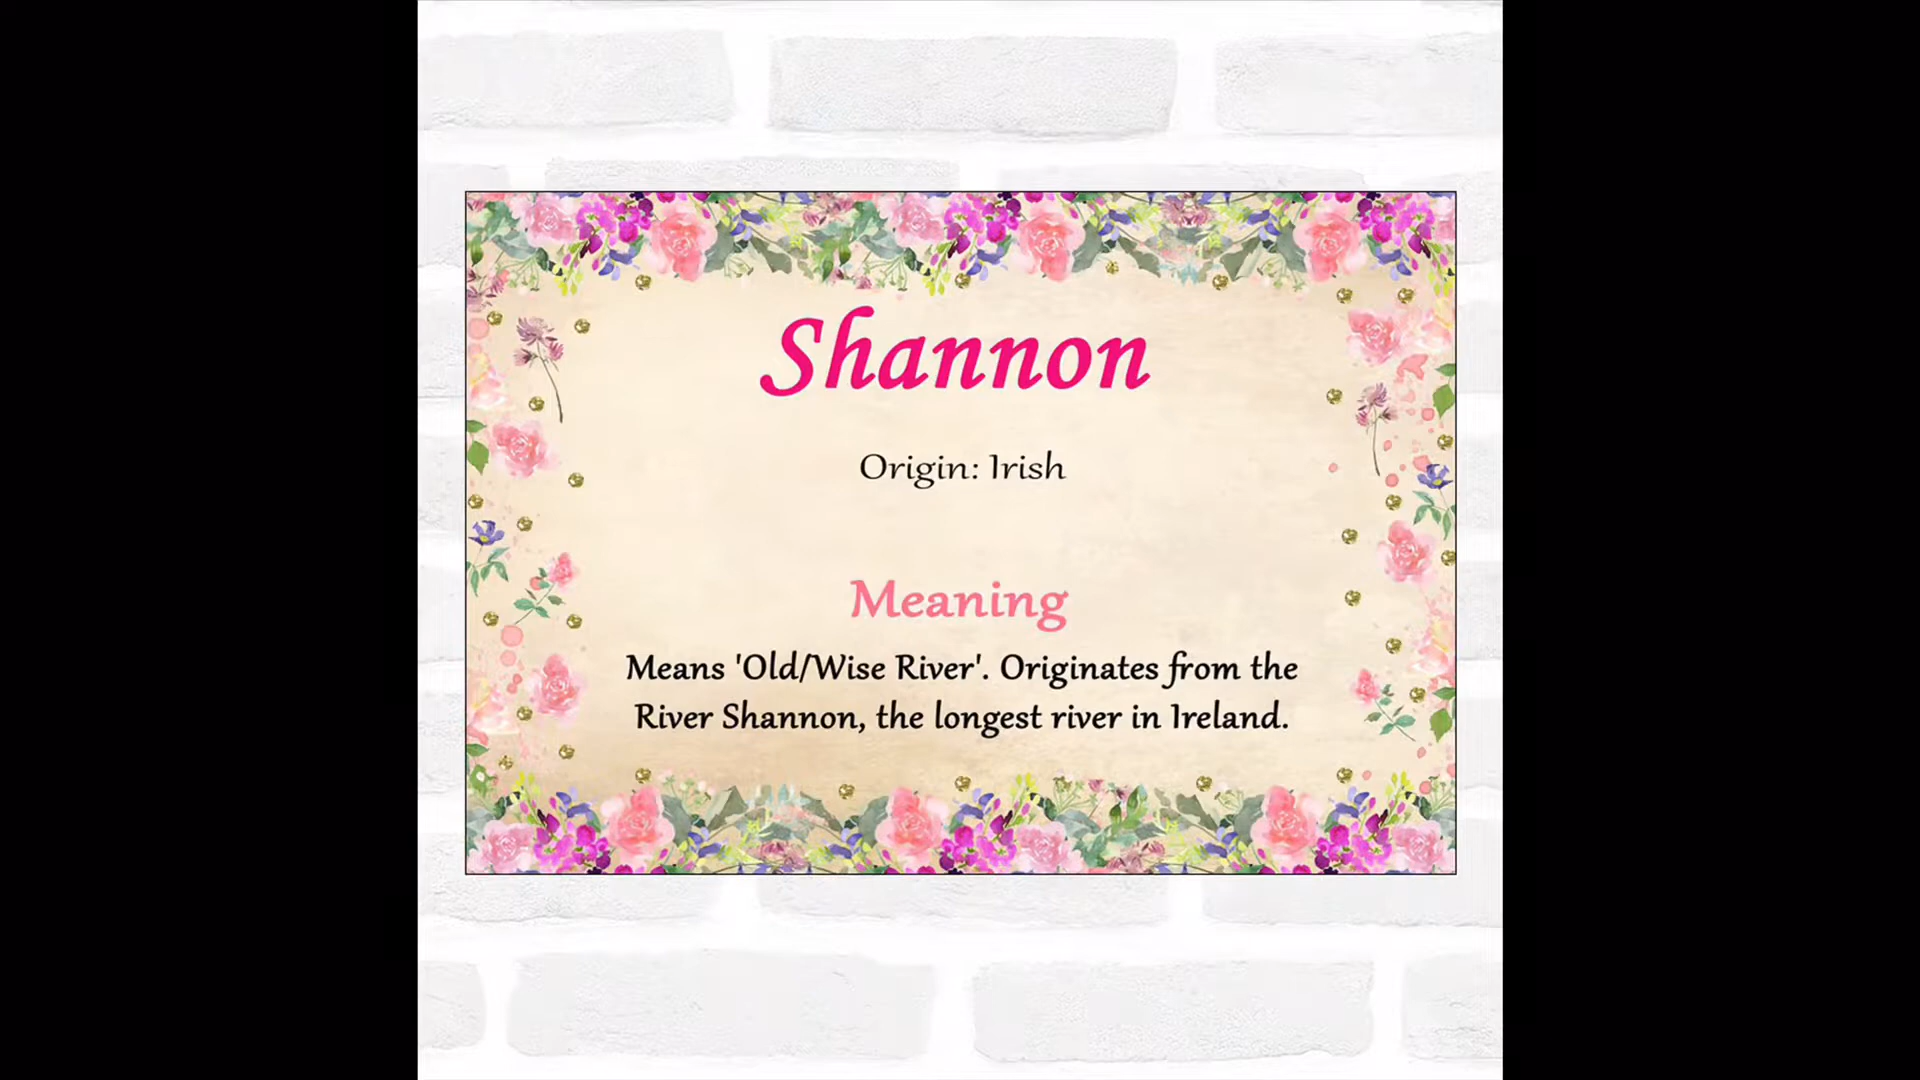 Shannon
Origin: Irish
Meaning
Means 'Old/Wise River'. Originates from the
River Shannon, the longest river in Ireland.